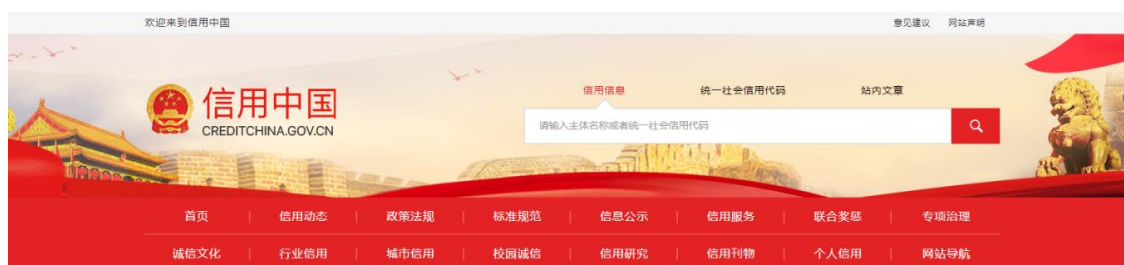 欢迎来到信用中国 意见建议 网站声明
信用信息 统一社会信用代码 站内文章
信用中国
CREDITCHINA.GOV.CN
请输入主体名称或者统一社会信用代码
首页 信用动态 政策法规 标准规范 信息公示 信用服务 联合奖惩 专项治理
诚信文化 行业信用 城市信用 校园诚信 信用研究 信用刊物 个人信用 网站导航